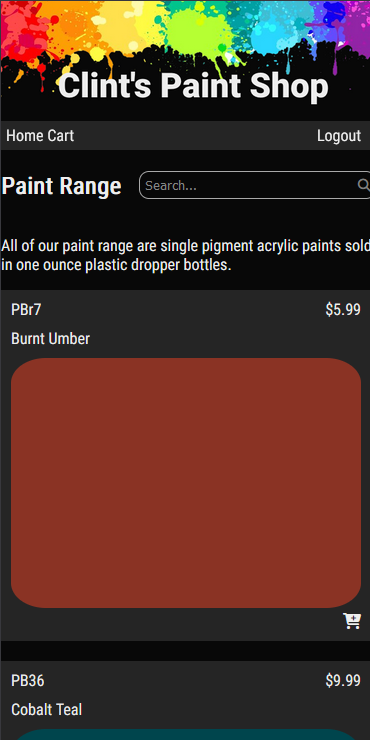 Clint's Paint Shop
Home Cart Logout
Paint Range Search...
All of our paint range are single pigment acrylic paints sold
in one ounce plastic dropper bottles.
PBr7 $5.99
Burnt Umber
PB36 $9.99
Cobalt Teal